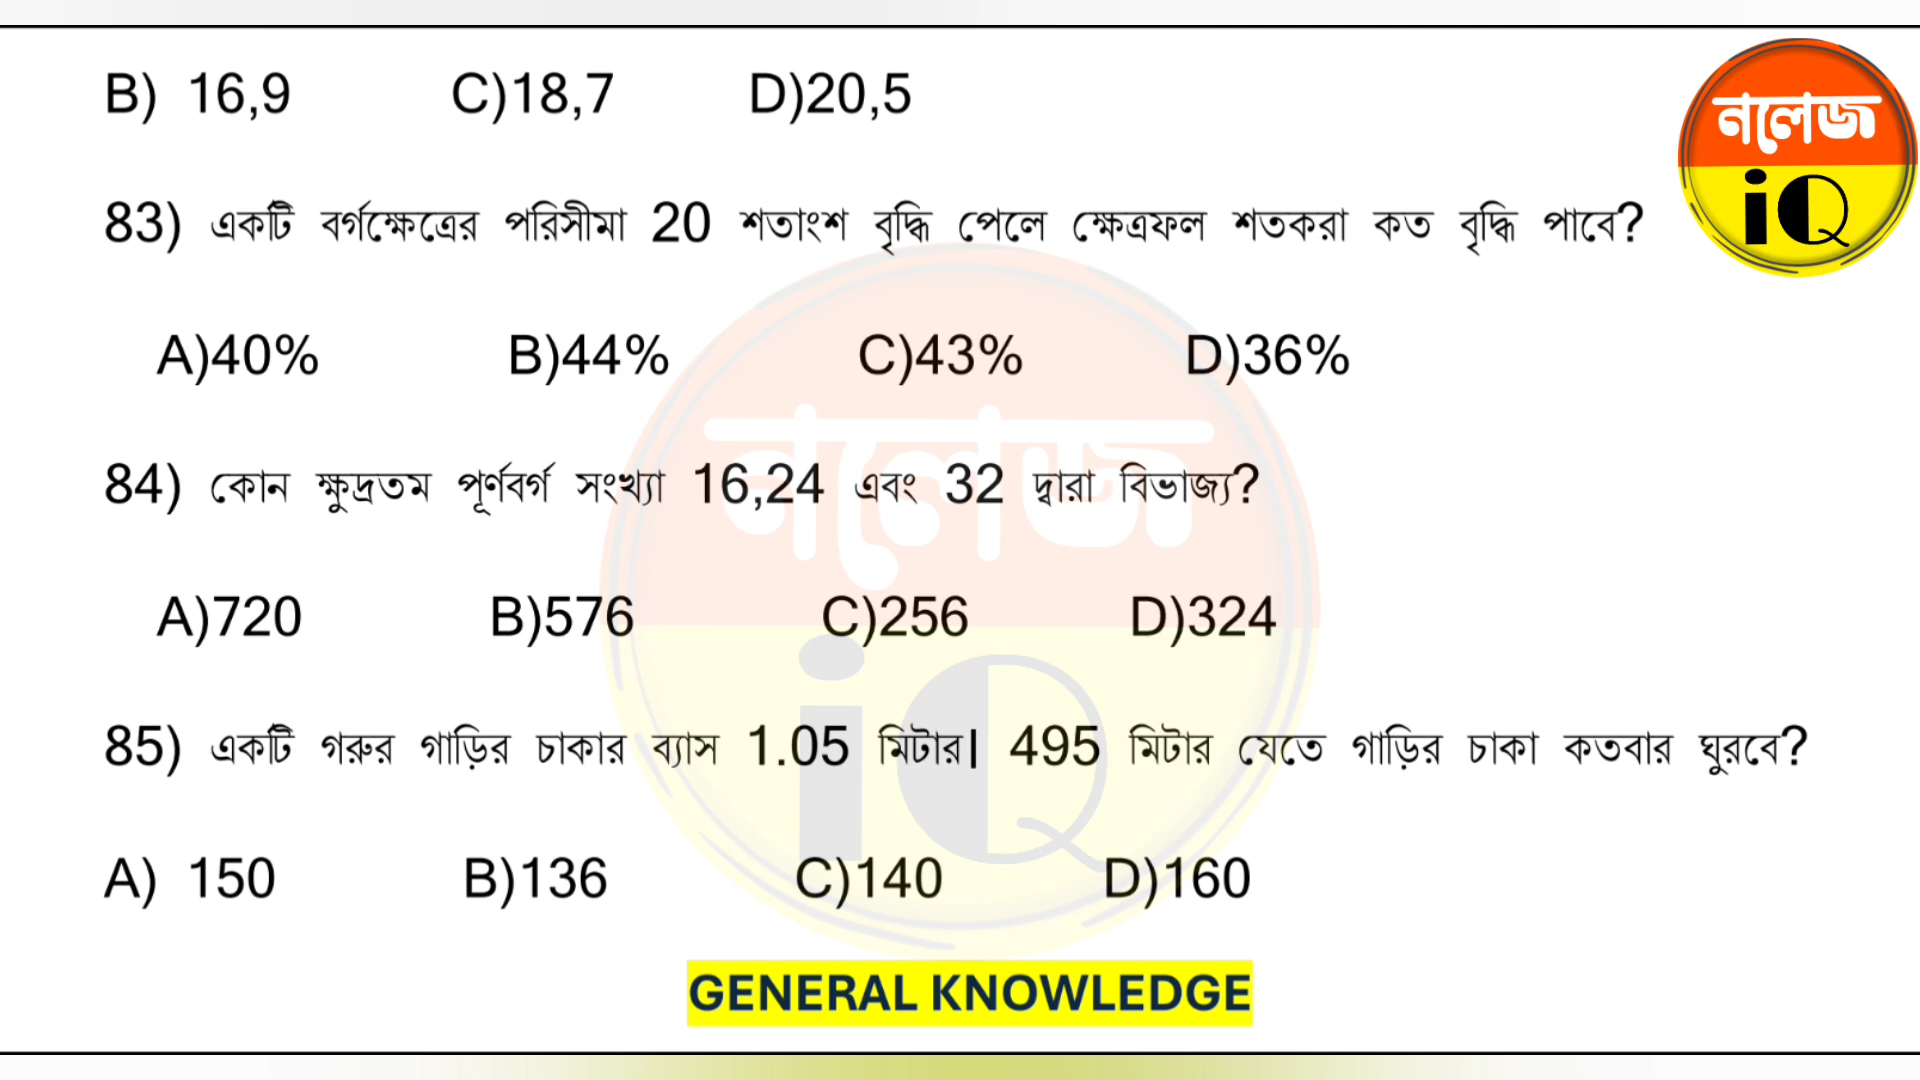 B) 16,9 C)18,7 D)20,5
নলেজ
iQ
83) একটি বর্গক্ষেত্রের পরিসীমা 20 শতাংশ বৃদ্ধি পেলে ক্ষেত্রফল শতকরা কত বৃদ্ধি পাবে?
A)40% B)44% C)43% D)36%
84) কোন ক্ষুদ্রতম পূর্ণবর্গ সংখ্যা 16,24 এবং 32 দ্বারা বিভাজ্য?
A)720 B)576 C)256 D)324
85) একটি গরুর গাড়ির চাকার ব্যাস 1.05 মিটার| 495 মিটার যেতে গাড়ির চাকা কতবার ঘুরবে?
A) 150 B)136 C)140 D)160
নলেজ
iQ
GENERAL KNOWLEDGE